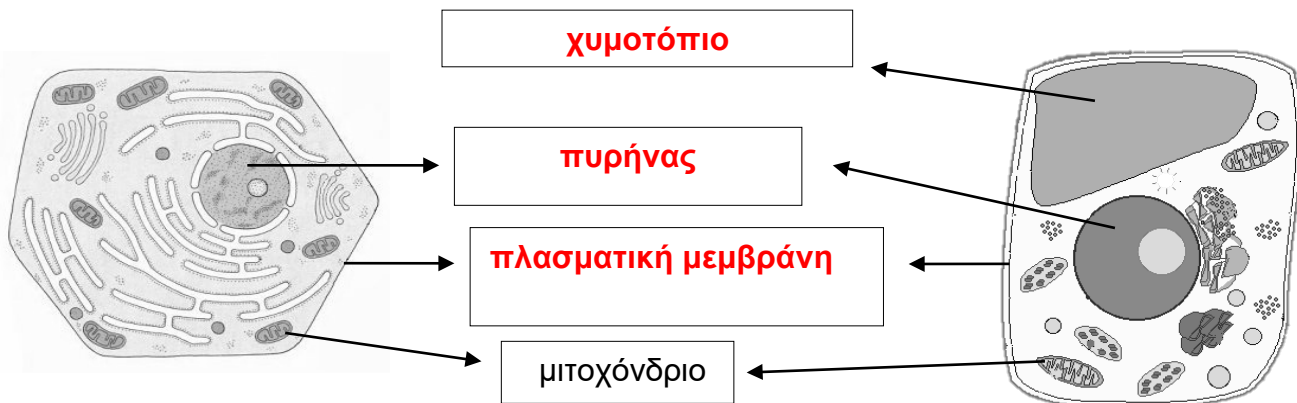 χυμοτόπιο
πυρήνας
πλασματική μεμβράνη
μιτοχόνδριο